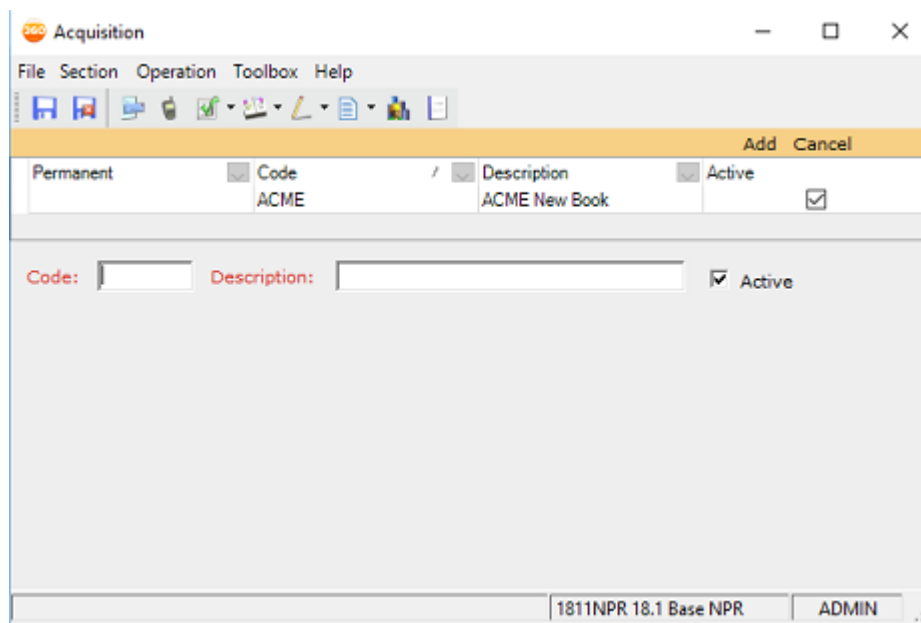 Acquisition
File Section Operation Toolbox Help
Add Cancel
Permanent Code Description Active
ACME ACME New Book
Code: Description: Active
1811NPR 18.1 Base NPR ADMIN